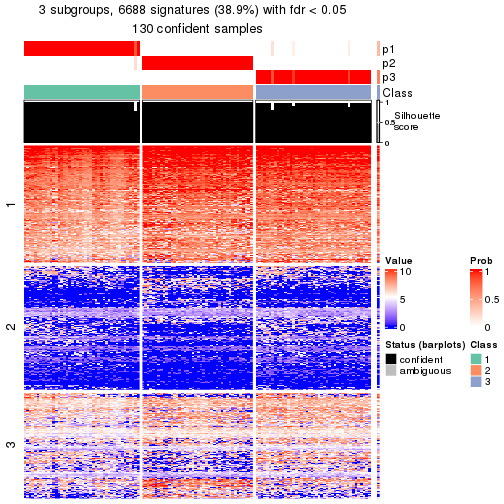 3 subgroups, 6688 signatures (38.9%) with fdr < 0.05
130 confident samples
p1
p2
p3
Class
1
0.5
0
Silhouette
score
1
2
3
Value
10
5
0
Prob
1
0.5
0
Status (barplots)
confident
ambiguous
Class
1
2
3